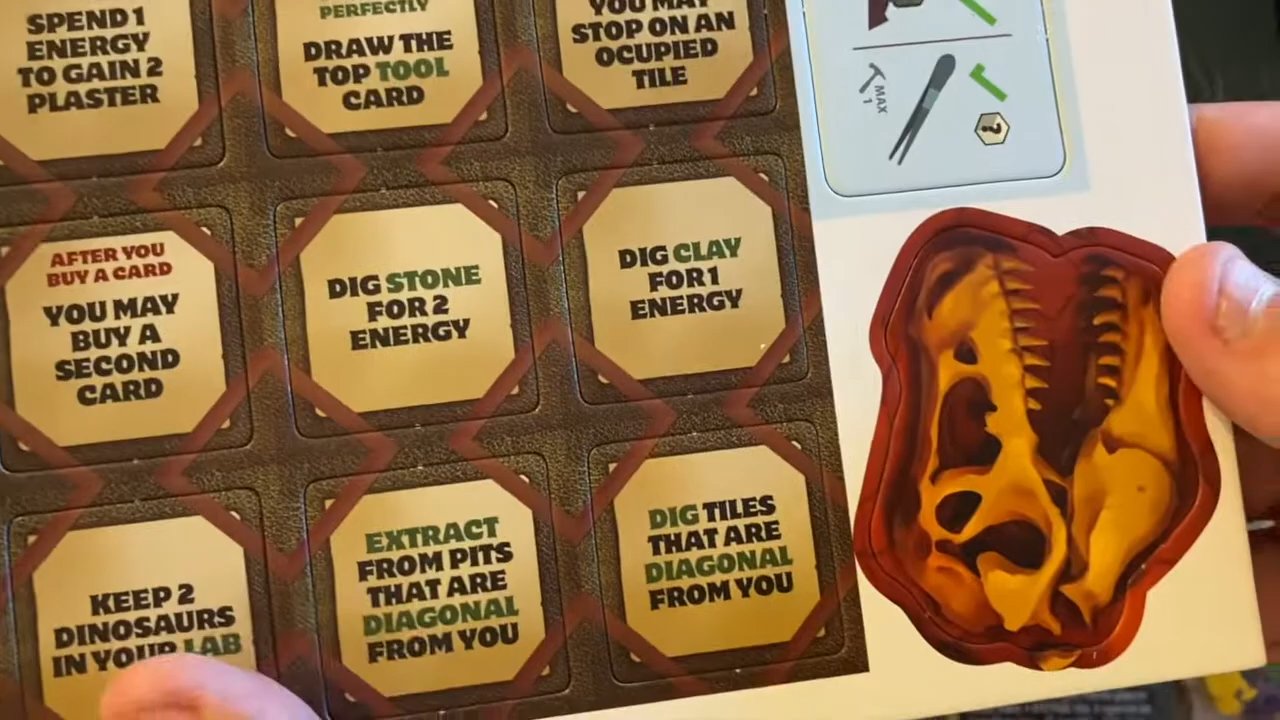 SPEND 1
ENERGY
TO GAIN 2
PLASTER
PERFECTLY
DRAW THE
TOP TOOL
CARD
YOU MAY
STOP ON AN
OCUPIED
TILE
MAX
1
?
AFTER YOU
BUY A CARD
YOU MAY
BUY A
SECOND
CARD
DIG STONE
FOR 2
ENERGY
DIG CLAY
FOR 1
ENERGY
KEEP 2
DINOSAURS
IN YOUR LAB
EXTRACT
FROM PITS
THAT ARE
DIAGONAL
FROM YOU
DIG TILES
THAT ARE
DIAGONAL
FROM YOU